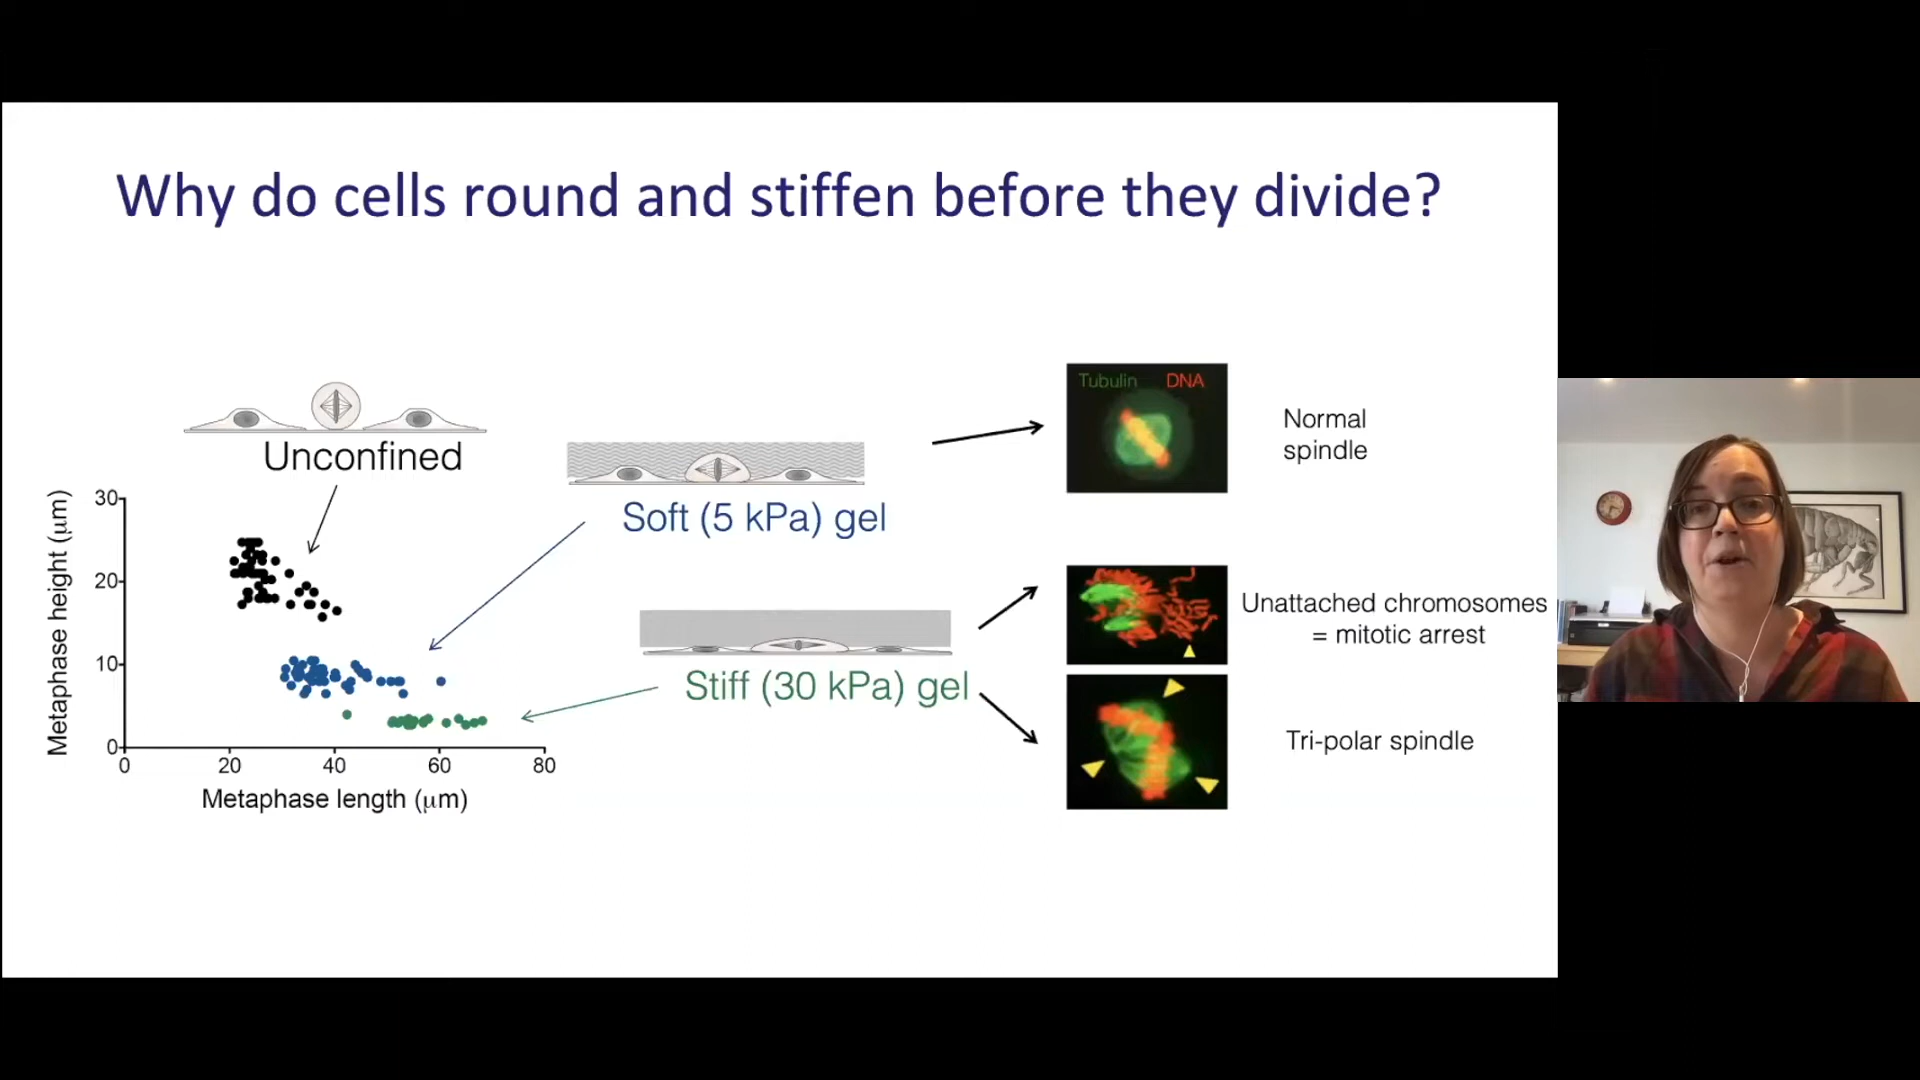 Why do cells round and stiffen before they divide?
Unconfined
Soft (5 kPa) gel
Stiff (30 kPa) gel
Tubulin DNA
Normal
spindle
Unattached chromosomes
= mitotic arrest
Tri-polar spindle
Metaphase height (μm)
30
20
10
0
0 20 40 60 80
Metaphase length (μm)